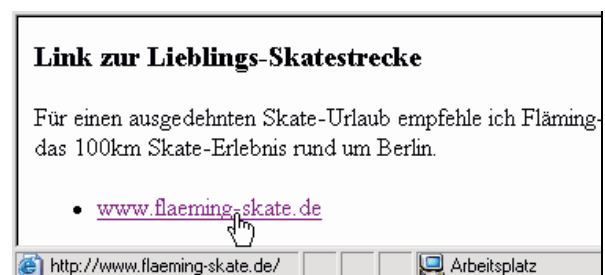 Link zur Lieblings-Skatestrecke
Für einen ausgedehnten Skate-Urlaub empfehle ich Fläming-
das 100km Skate-Erlebnis rund um Berlin.
www.flaeming-skate.de
http://www.flaeming-skate.de/ Arbeitsplatz